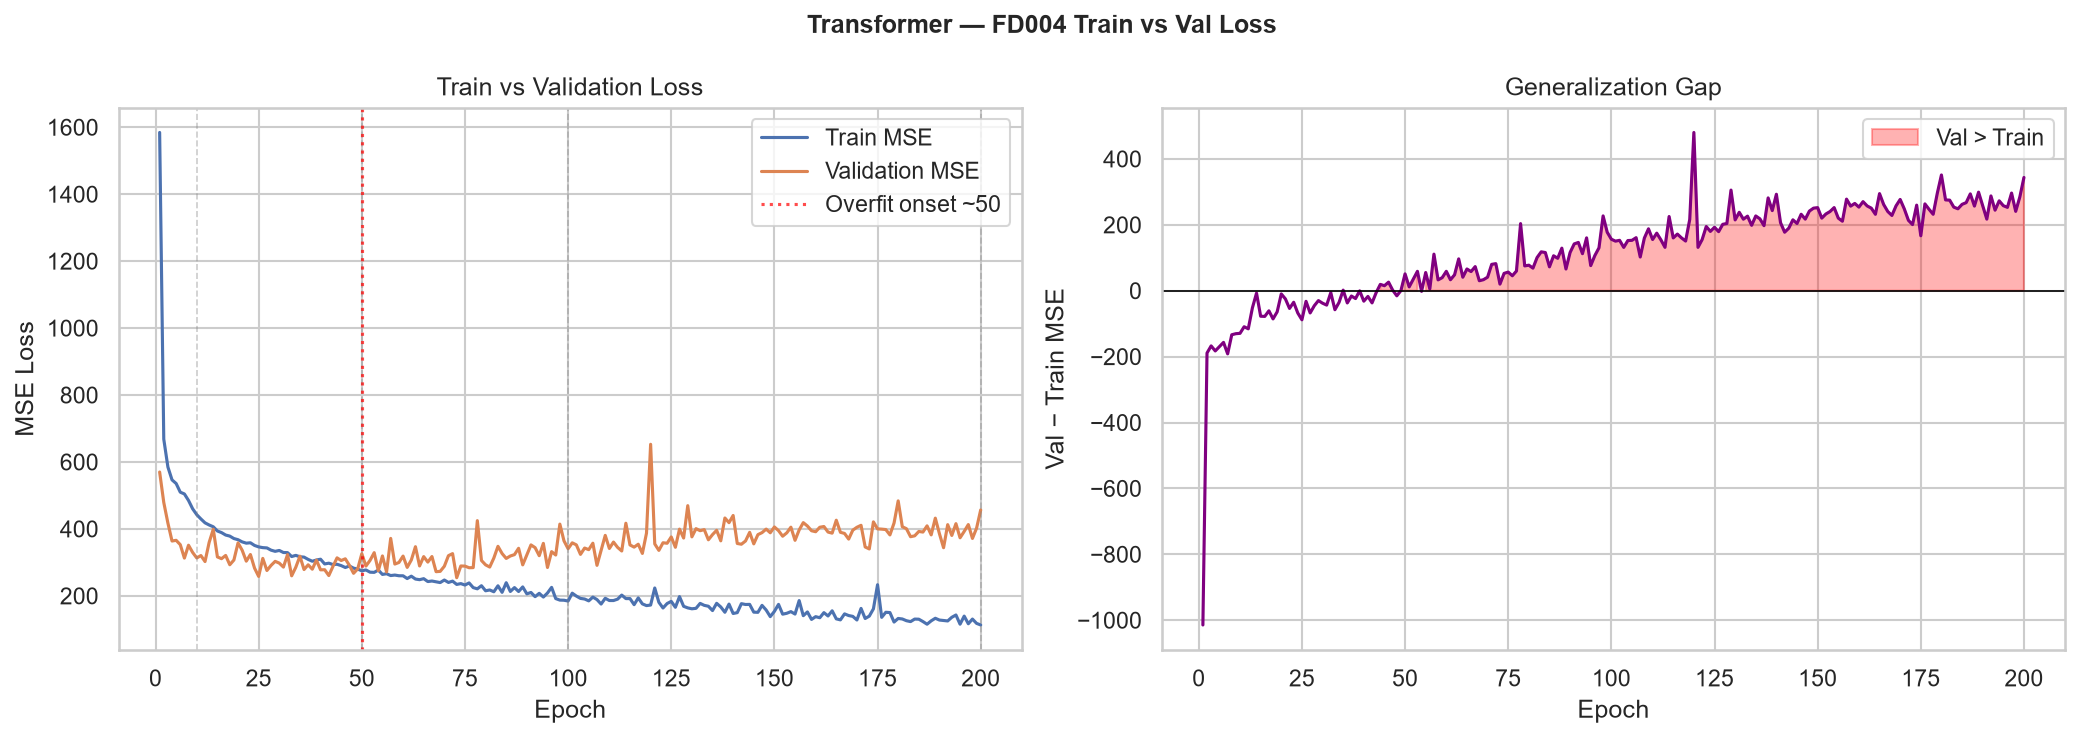 Transformer — FD004 Train vs Val Loss
Train vs Validation Loss
MSE Loss
1600
1400
1200
1000
800
600
400
200
0 25 50 75 100 125 150 175 200
Epoch
Train MSE
Validation MSE
Overfit onset ~50
Generalization Gap
Val − Train MSE
400
200
0
−200
−400
−600
−800
−1000
0 25 50 75 100 125 150 175 200
Epoch
Val > Train